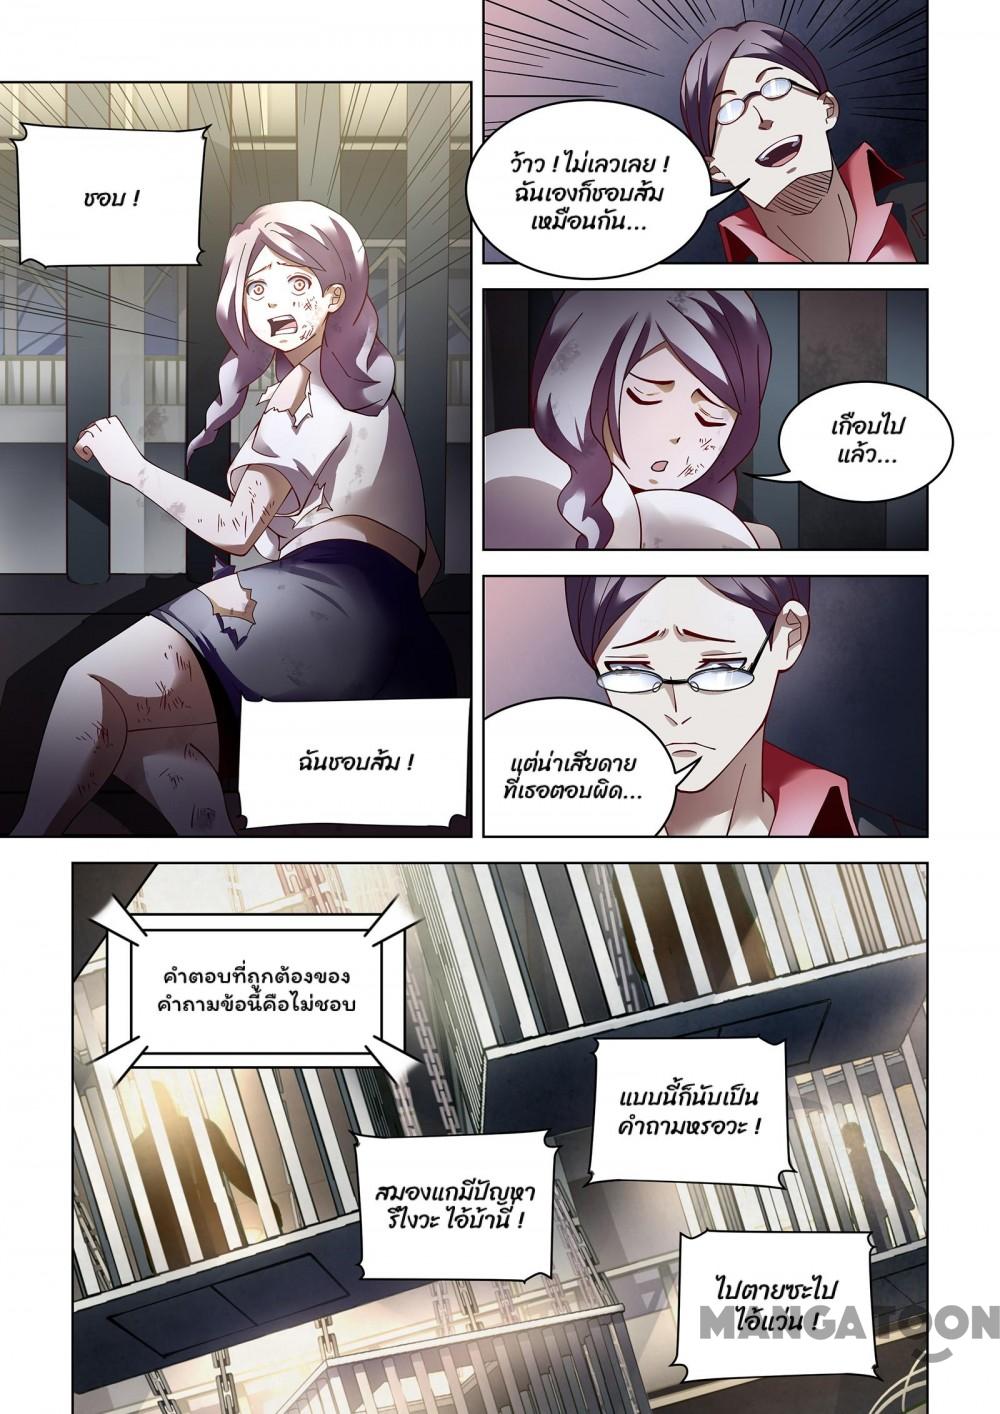 ชอบ !
ฉันชอบส้ม !
ว้าว ! ไม่เลวเลย !
ฉันเองก็ชอบส้ม
เหมือนกัน...
เกือบไป
แล้ว...
แต่น่าเสียดาย
ที่เธอตอบผิด...
คำตอบที่ถูกต้องของ
คำถามข้อนี้คือไม่ชอบ
แบบนี้ก็นับเป็น
คำถามหรอวะ !
สมองแกมีปัญหา
รึไงวะ ไอ้บ้านี่ !
ไปตายซะไป
ไอ้แว่น !
MANGATOON